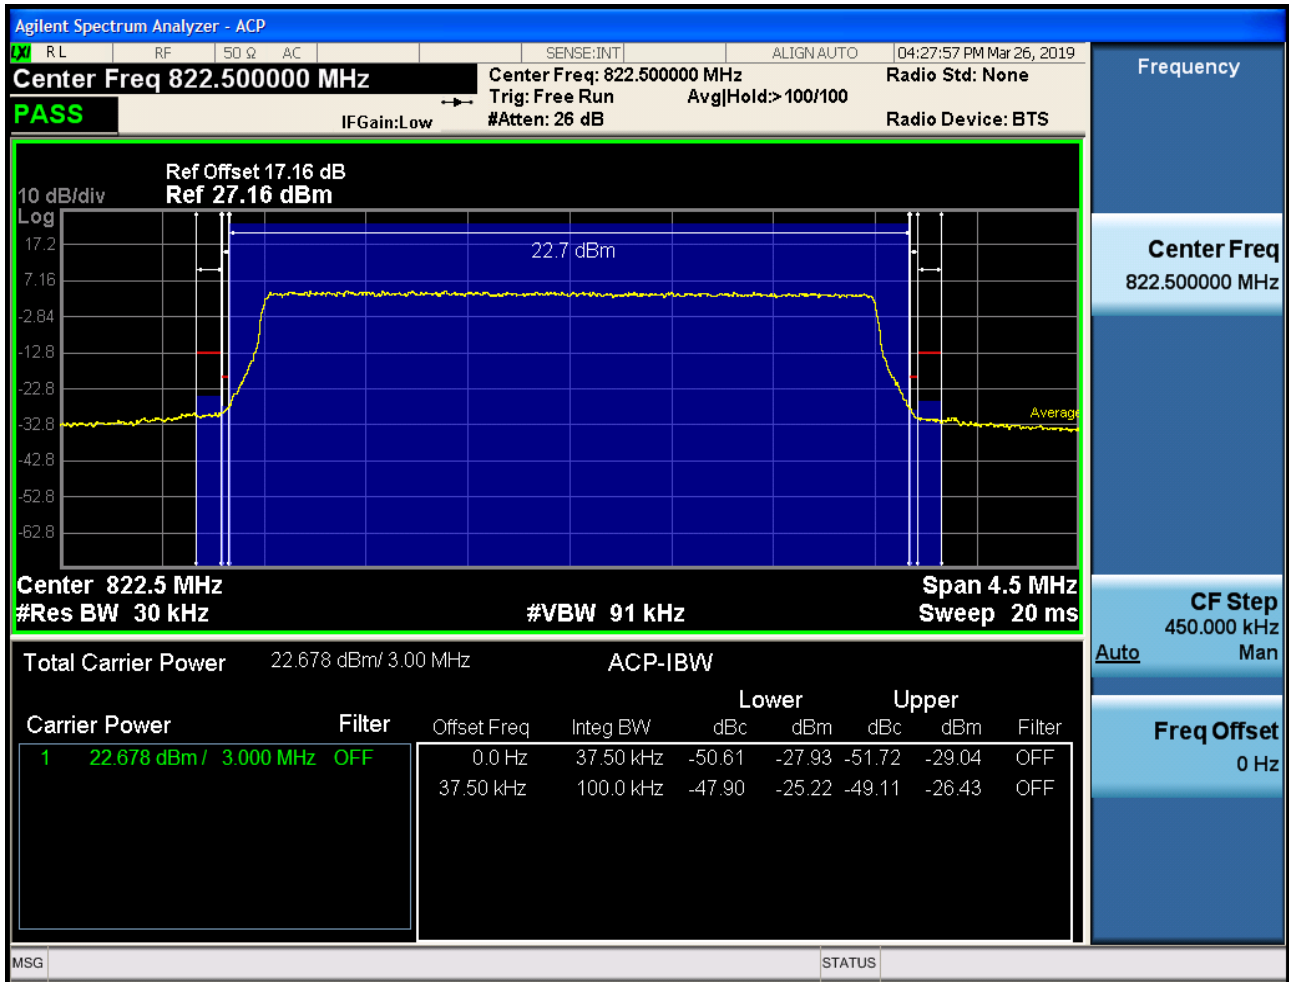 Agilent Spectrum Analyzer - ACP
LXI RL RF 50 Ω AC SENSE:INT ALIGN AUTO 04:27:57 PM Mar 26, 2019
Center Freq 822.500000 MHz
Center Freq: 822.500000 MHz Radio Std: None
Trig: Free Run Avg|Hold:>100/100
PASS
IFGain:Low #Atten: 26 dB Radio Device: BTS
Ref Offset 17.16 dB
10 dB/div Ref 27.16 dBm
Log
17.2
22.7 dBm
7.16
-2.84
-12.8
-22.8
-32.8
Average
-42.8
-52.8
-62.8
Center 822.5 MHz Span 4.5 MHz
#Res BW 30 kHz #VBW 91 kHz Sweep 20 ms
Total Carrier Power 22.678 dBm/ 3.00 MHz ACP-IBW
Lower Upper
Carrier Power Filter Offset Freq Integ BW dBc dBm dBc dBm Filter
1 22.678 dBm / 3.000 MHz OFF 0.0 Hz 37.50 kHz -50.61 -27.93 -51.72 -29.04 OFF
37.50 kHz 100.0 kHz -47.90 -25.22 -49.11 -26.43 OFF
Frequency
Center Freq
822.500000 MHz
CF Step
450.000 kHz
Auto Man
Freq Offset
0 Hz
MSG STATUS